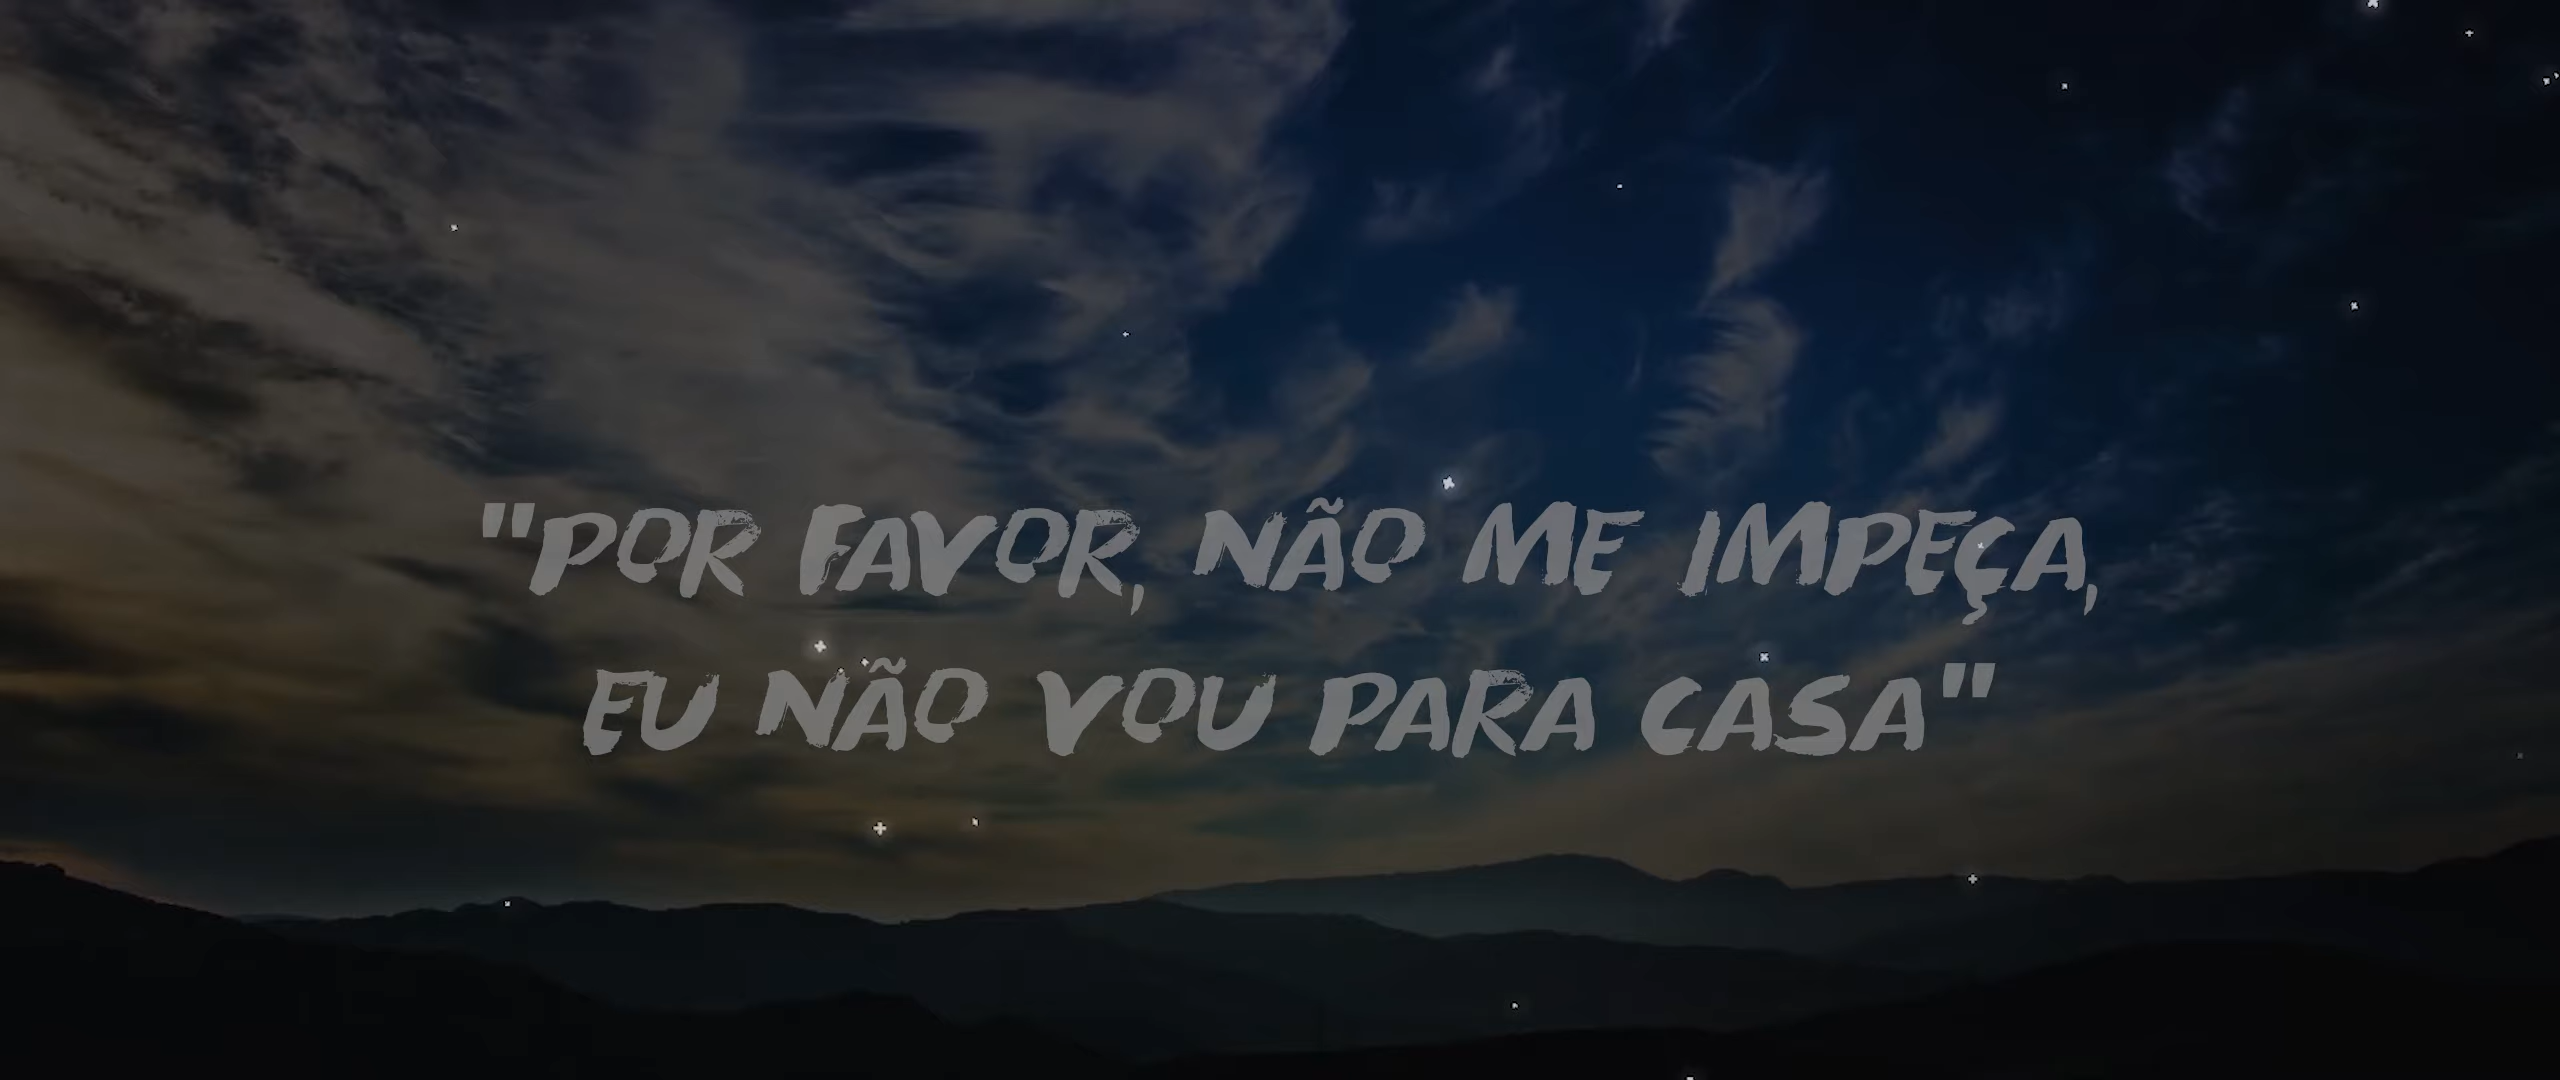 "POR FAVOR, NÃO ME IMPEÇA,
EU NÃO VOU PARA CASA"